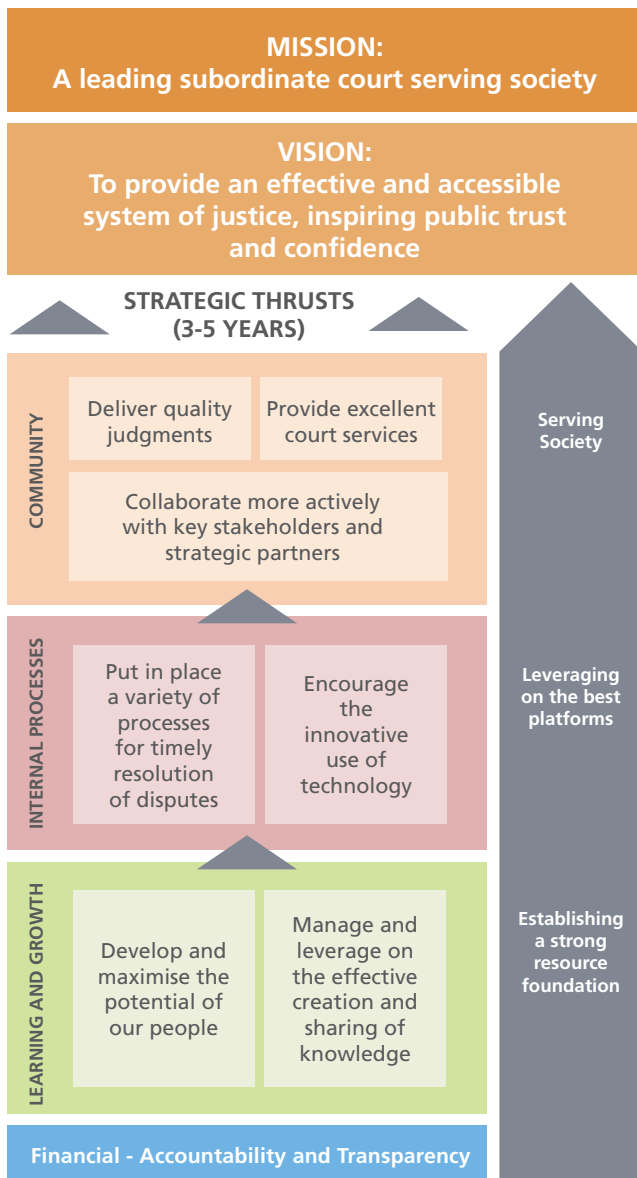 MISSION:
A leading subordinate court serving society
VISION:
To provide an effective and accessible
system of justice, inspiring public trust
and confidence
STRATEGIC THRUSTS
(3-5 YEARS)
COMMUNITY
Deliver quality
judgments
Provide excellent
court services
Collaborate more actively
with key stakeholders and
strategic partners
Serving
Society
INTERNAL PROCESSES
Put in place
a variety of
processes
for timely
resolution
of disputes
Encourage
the
innovative
use of
technology
Leveraging
on the best
platforms
LEARNING AND GROWTH
Develop and
maximise the
potential of
our people
Manage and
leverage on
the effective
creation and
sharing of
knowledge
Establishing
a strong
resource
foundation
Financial - Accountability and Transparency